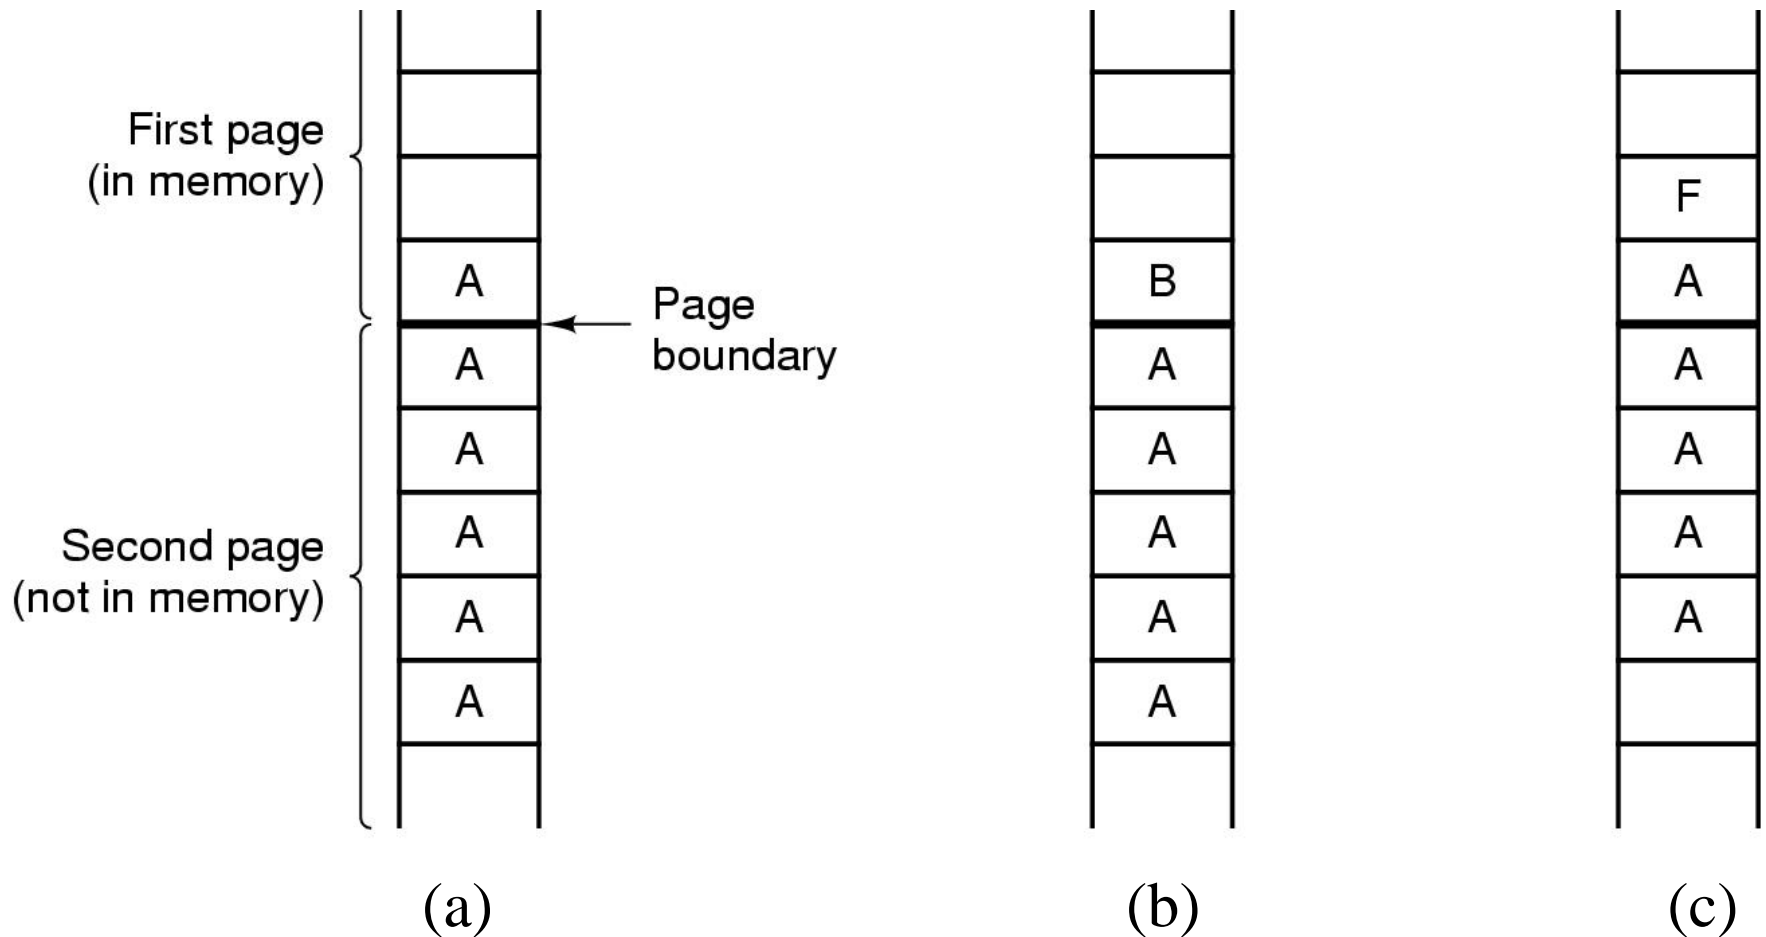 First page
(in memory)
F
A
B
A
Page
boundary
A
A
A
A
A
A
Second page
(not in memory)
A
A
A
A
A
A
A
A
(a)
(b)
(c)